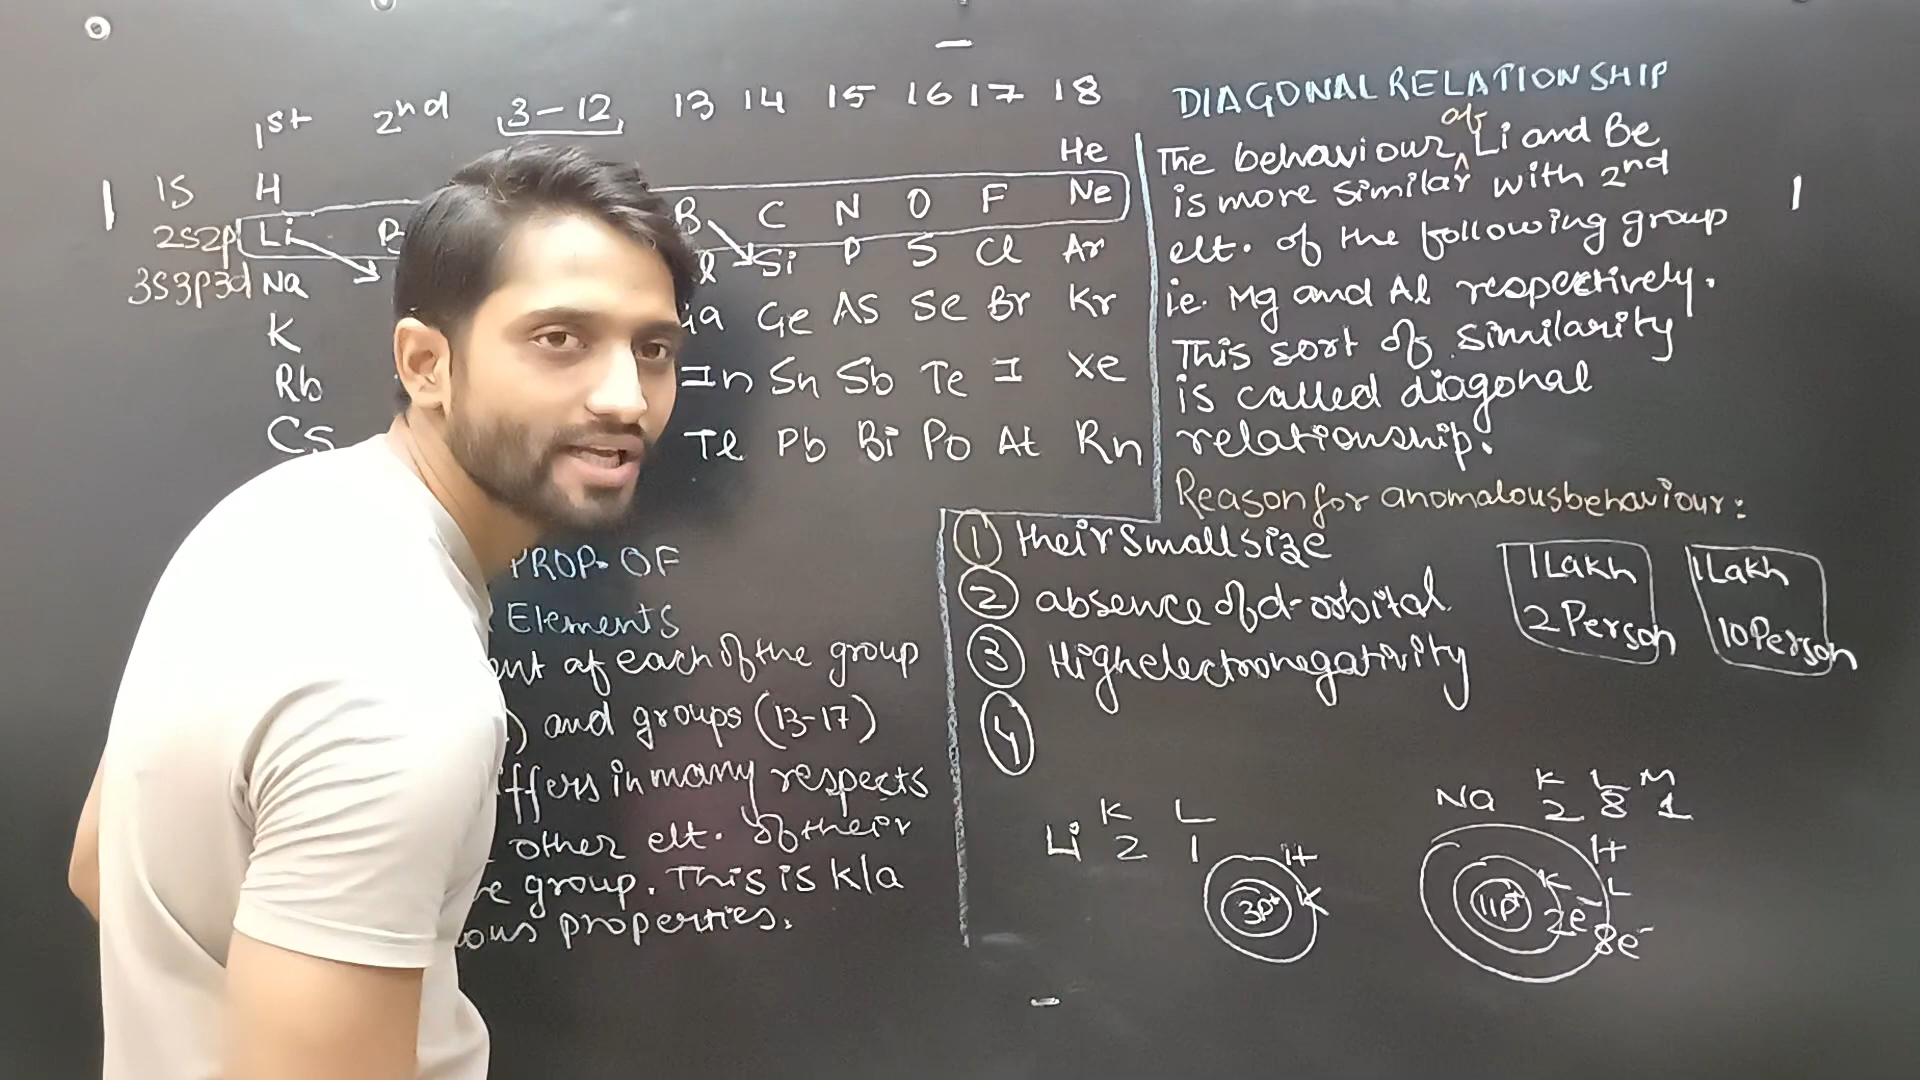 1st 2nd 3-12 13 14 15 16 17 18
He
1S H
2S2p Li B C N O F Ne
3S3p3d Na Si P S Cl Ar
K Ge AS Se Br Kr
Rb In Sn Sb Te I Xe
Cs Tl Pb Bi Po At Rn
PROP. OF
Elements
of each of the group
and groups (13-17)
in many respects
other elt. of their
group. This is k/a
properties.
DIAGONAL RELATIONSHIP
The behaviour of Li and Be
is more similar with 2nd
elt. of the following group
ie. Mg and Al respectively.
This sort of similarity
is called diagonal
relationship.
Reason for anomalous behaviour:
① their small size
② absence of d-orbital
③ High electronegativity
④
1 Lakh
2 Person
1 Lakh
10 Person
K L
Li 2 1
1+
3p+ K
K L M
Na 2 8 1
1+
K L
11p+ 2e-
8e-